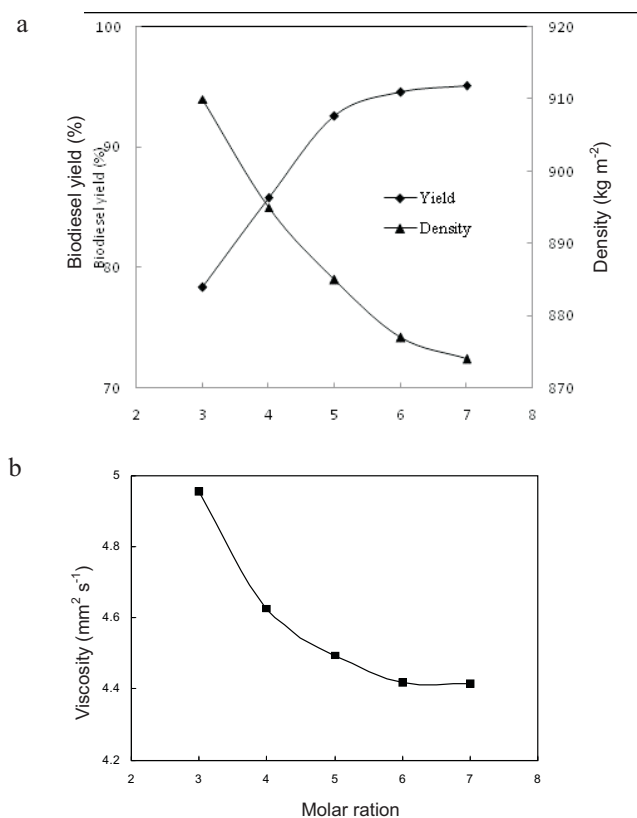 a
100
90
80
70
Biodiesel yield (%)
Biodiesel yield (%)
920
910
900
890
880
870
Density (kg m⁻²)
Yield
Density
2 3 4 5 6 7 8
b
5
4.8
4.6
4.4
4.2
Viscosity (mm² s⁻¹)
2 3 4 5 6 7 8
Molar ration